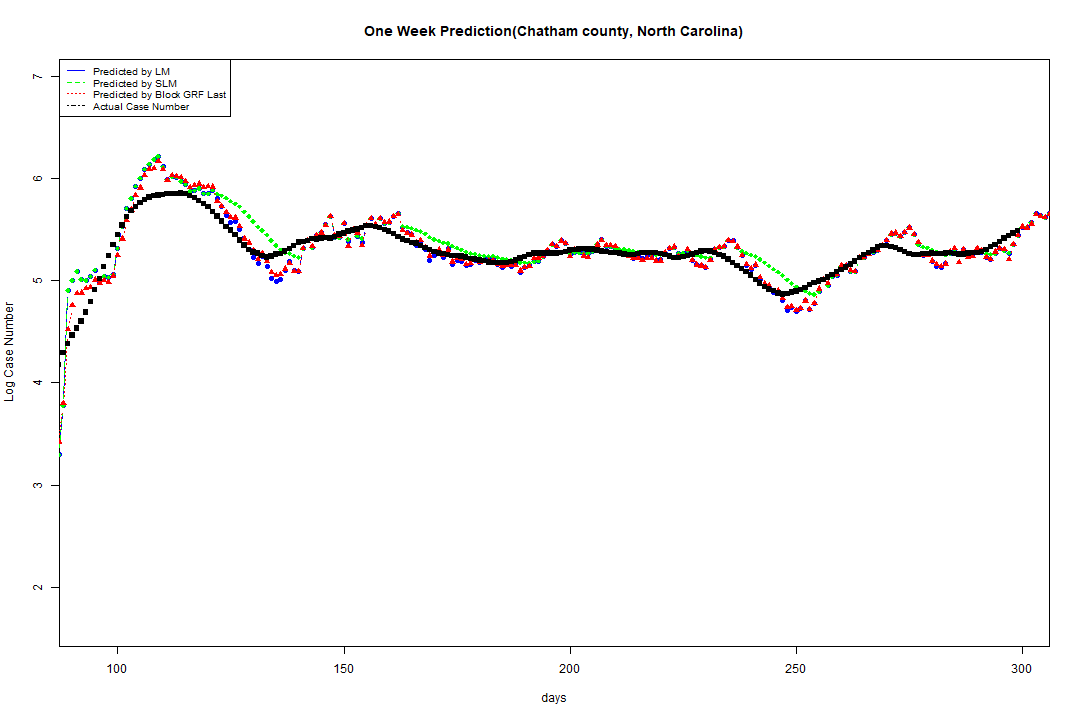 One Week Prediction(Chatham county, North Carolina)
Predicted by LM
Predicted by SLM
Predicted by Block GRF Last
Actual Case Number
7
6
5
4
3
2
Log Case Number
100 150 200 250 300
days